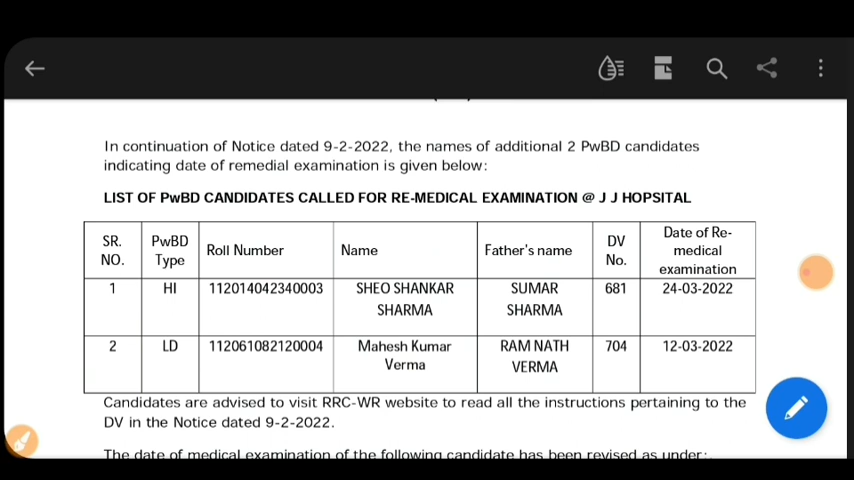 In continuation of Notice dated 9-2-2022, the names of additional 2 PwBD candidates
indicating date of remedial examination is given below:
LIST OF PwBD CANDIDATES CALLED FOR RE-MEDICAL EXAMINATION @ J J HOPSITAL
SR. NO. PwBD Type Roll Number Name Father's name DV No. Date of Re-medical examination
1 HI 112014042340003 SHEO SHANKAR SHARMA SUMAR SHARMA 681 24-03-2022
2 LD 112061082120004 Mahesh Kumar Verma RAM NATH VERMA 704 12-03-2022
Candidates are advised to visit RRC-WR website to read all the instructions pertaining to the
DV in the Notice dated 9-2-2022.
The date of medical examination of the following candidate has been revised as under: